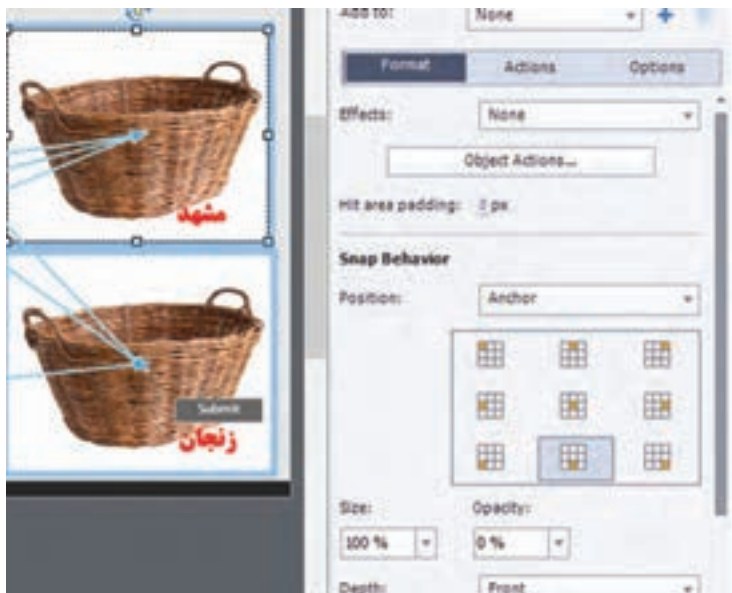 مشهد
Submit
زنجان
Add to: None
Format Actions Options
Effects: None
Object Actions...
Hit area padding: px
Snap Behavior
Position: Anchor
Size: Opacity:
100 % 0 %
Depth: Front